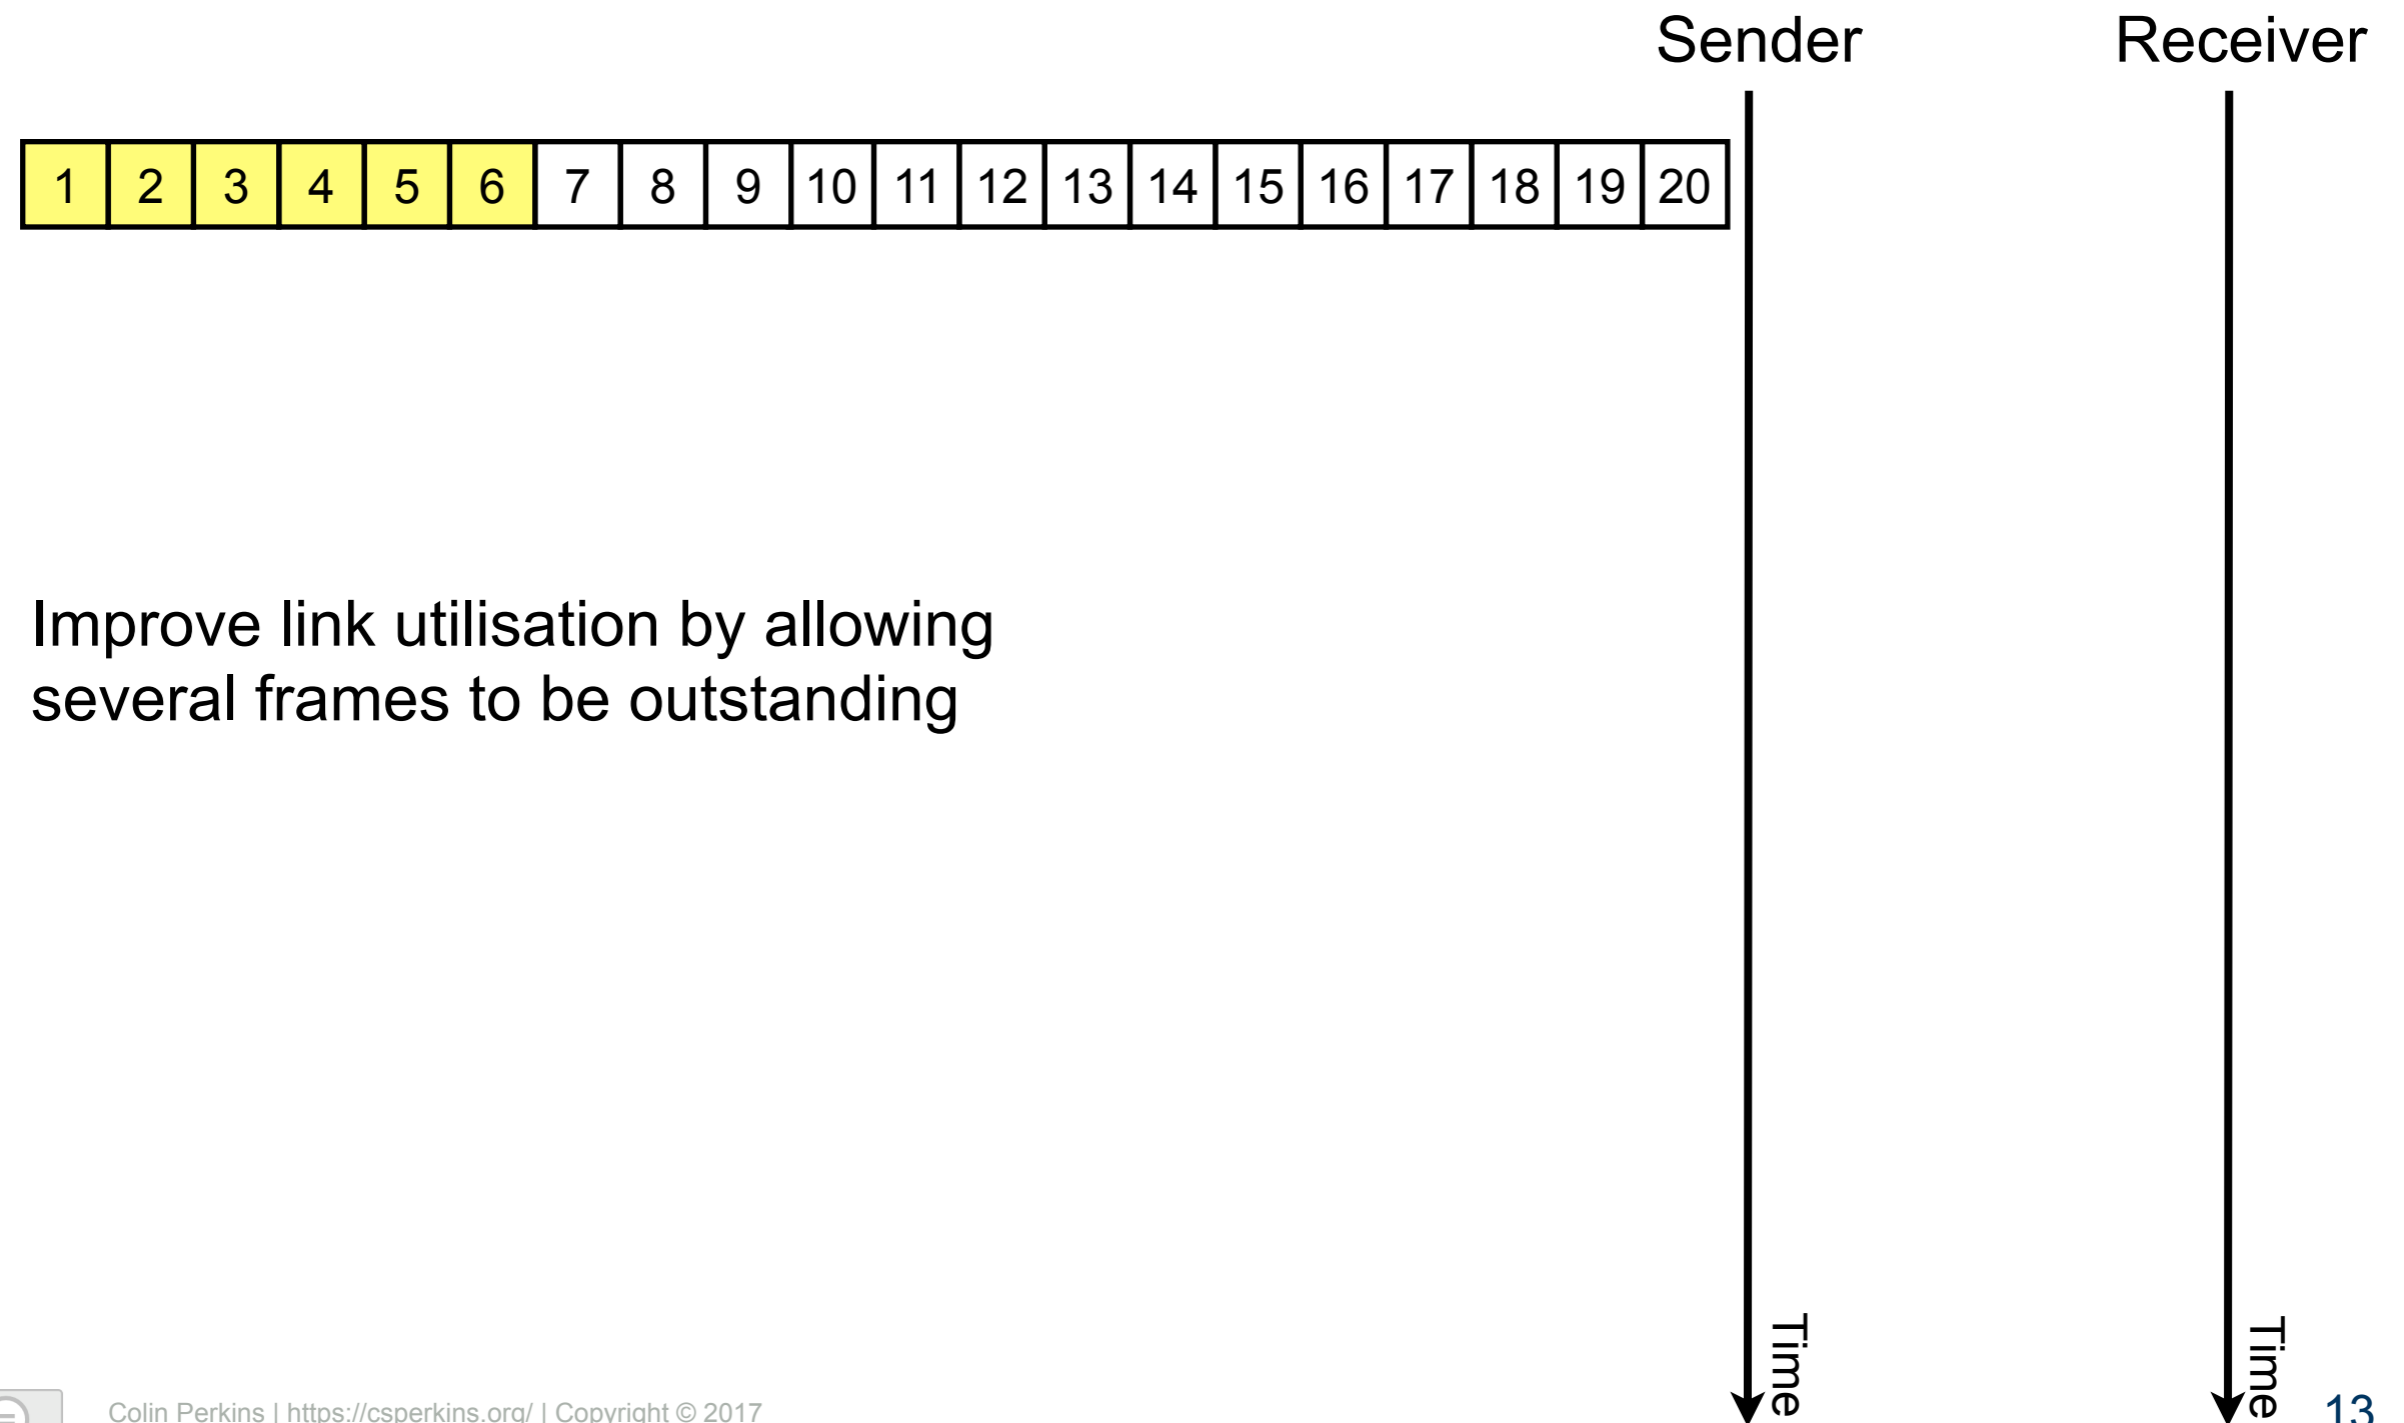 Sender Receiver
1 2 3 4 5 6 7 8 9 10 11 12 13 14 15 16 17 18 19 20
Improve link utilisation by allowing
several frames to be outstanding
Time
Time
Colin Perkins | https://csperkins.org/ | Copyright © 2017
13